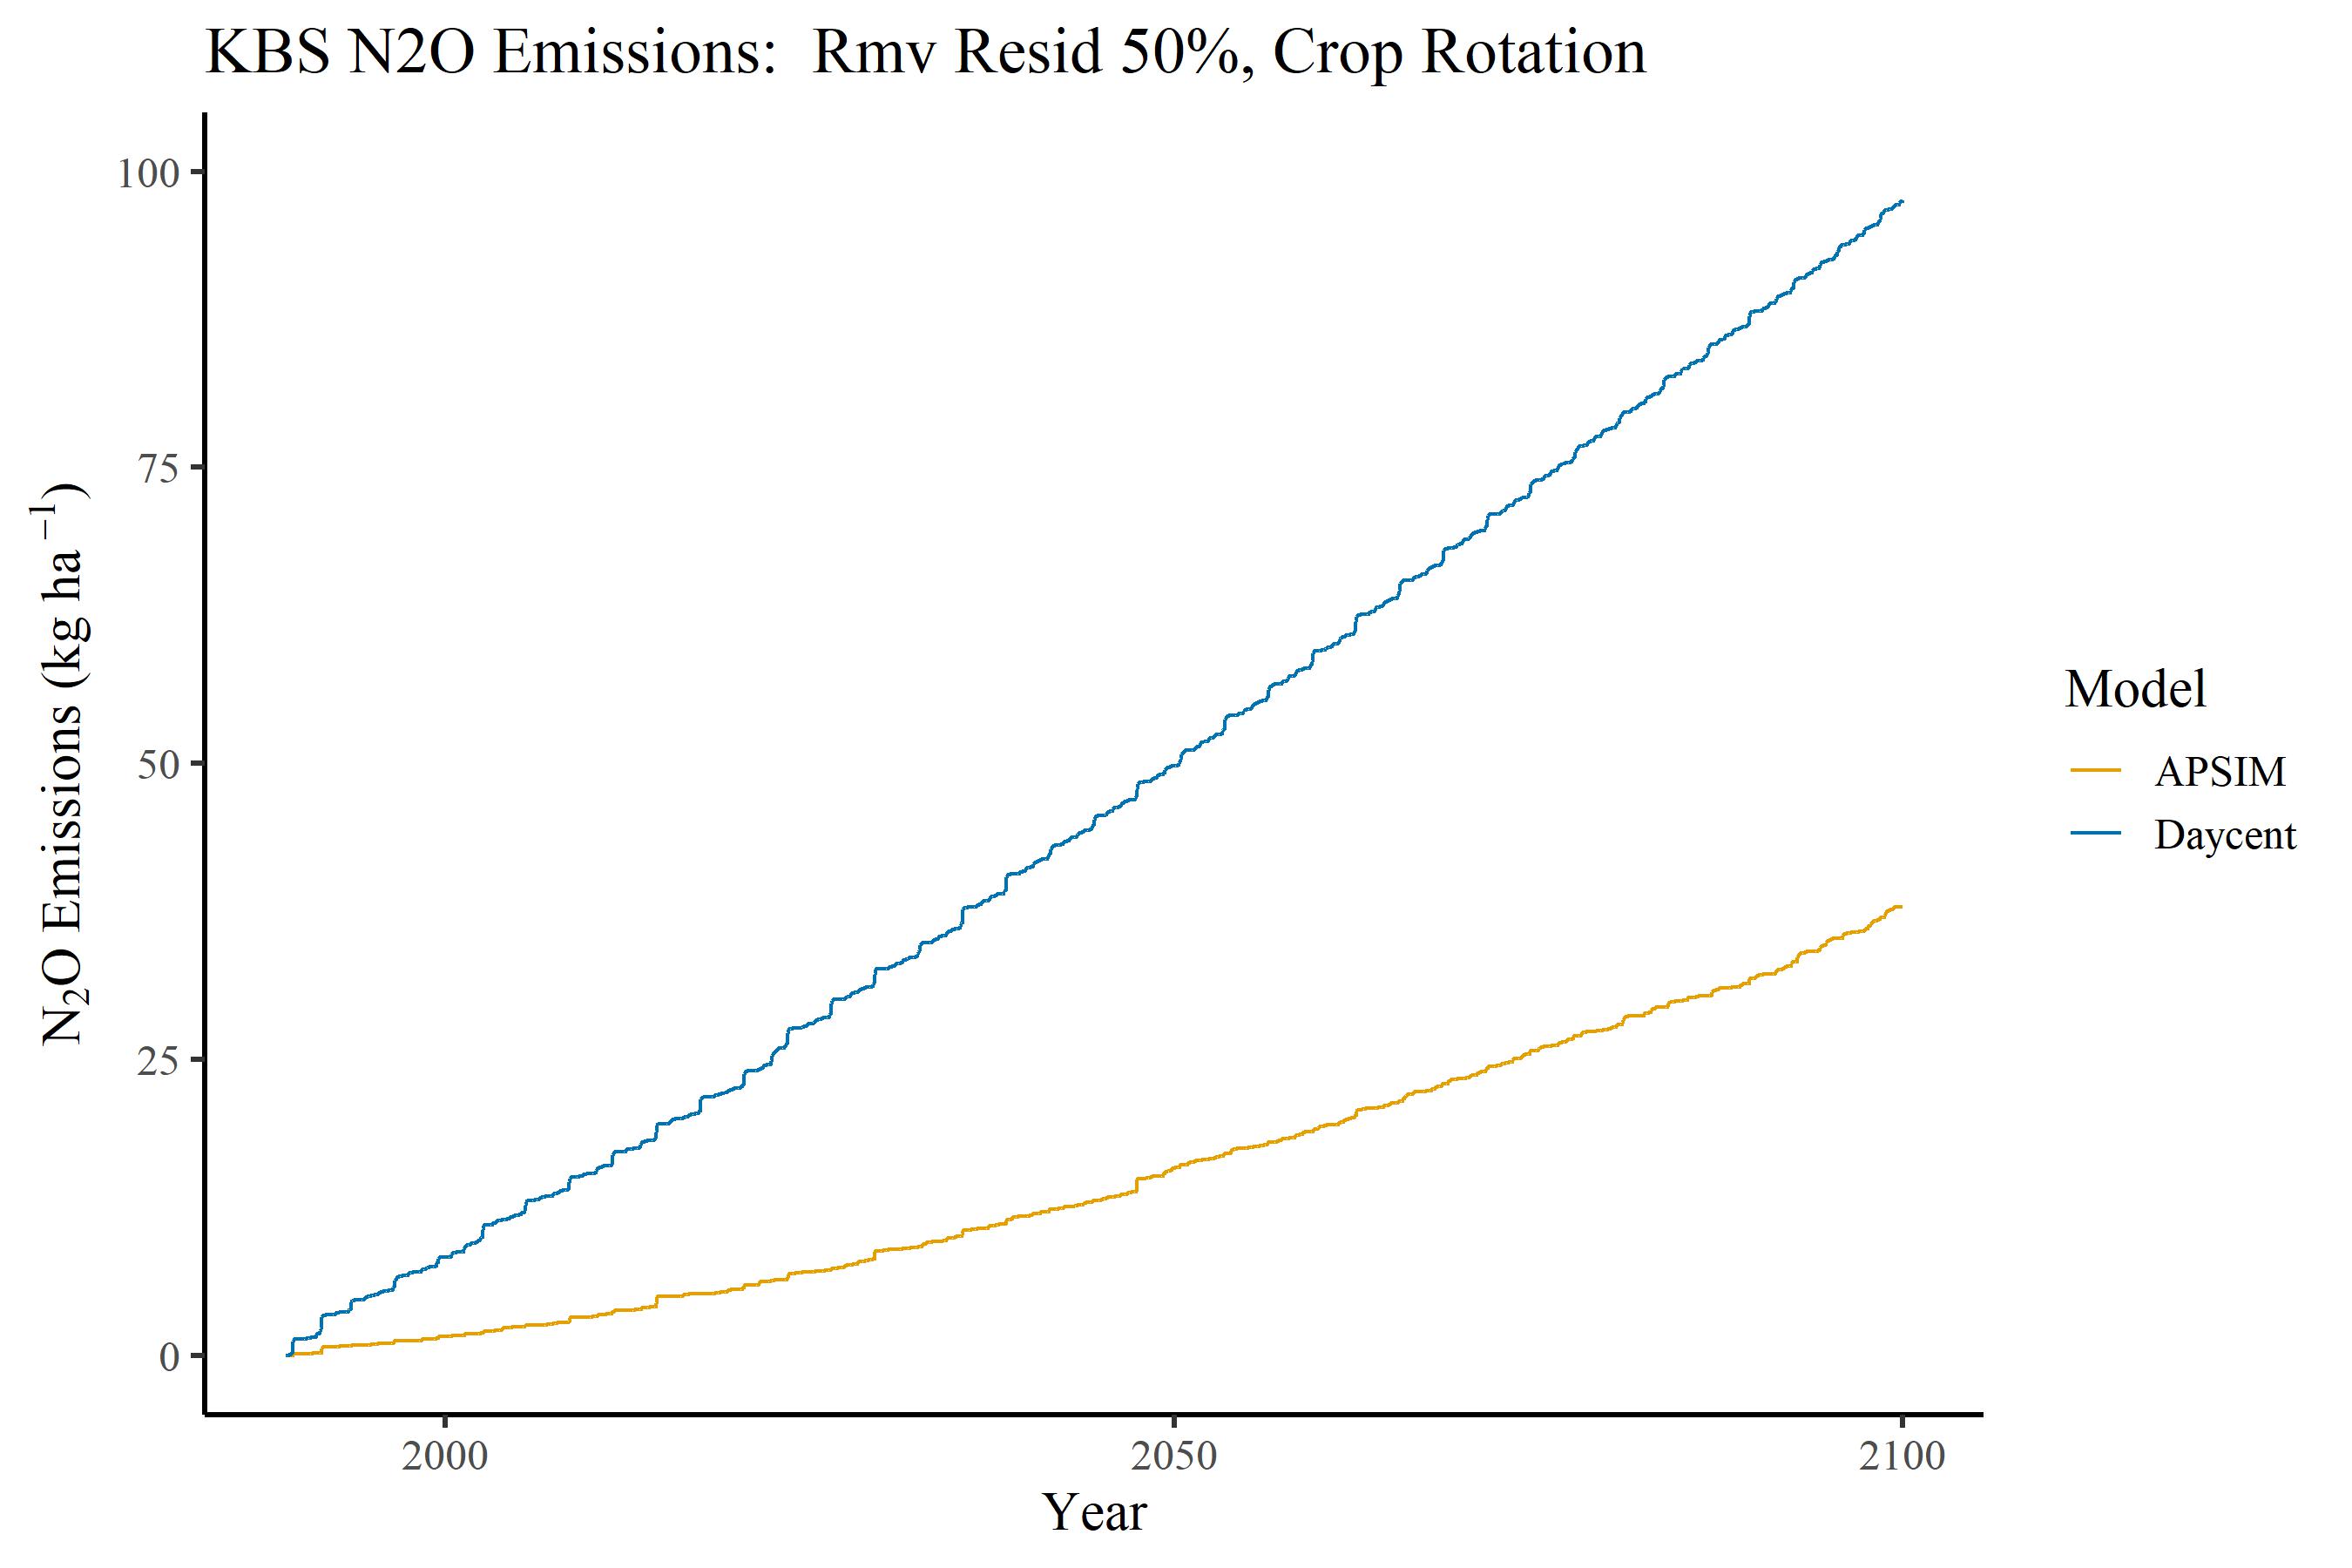 KBS N2O Emissions:  Rmv Resid 50%, Crop Rotation
N₂O Emissions (kg ha ⁻¹)
100
75
50
25
0
2000
2050
2100
Year
Model
APSIM
Daycent